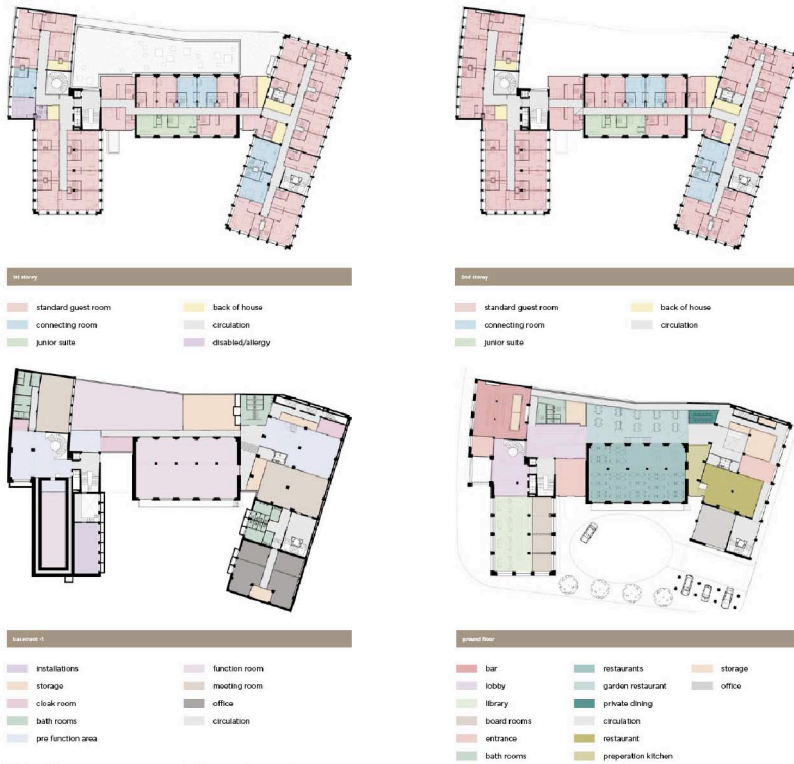 1st storey
standard guest room
connecting room
junior suite
back of house
circulation
disabled/allergy
2nd storey
standard guest room
connecting room
junior suite
back of house
circulation
basement -1
installations
storage
cloak room
bath rooms
pre function area
function room
meeting room
office
circulation
ground floor
bar
lobby
library
board rooms
entrance
bath rooms
restaurants
garden restaurant
private dining
circulation
restaurant
preperation kitchen
storage
office